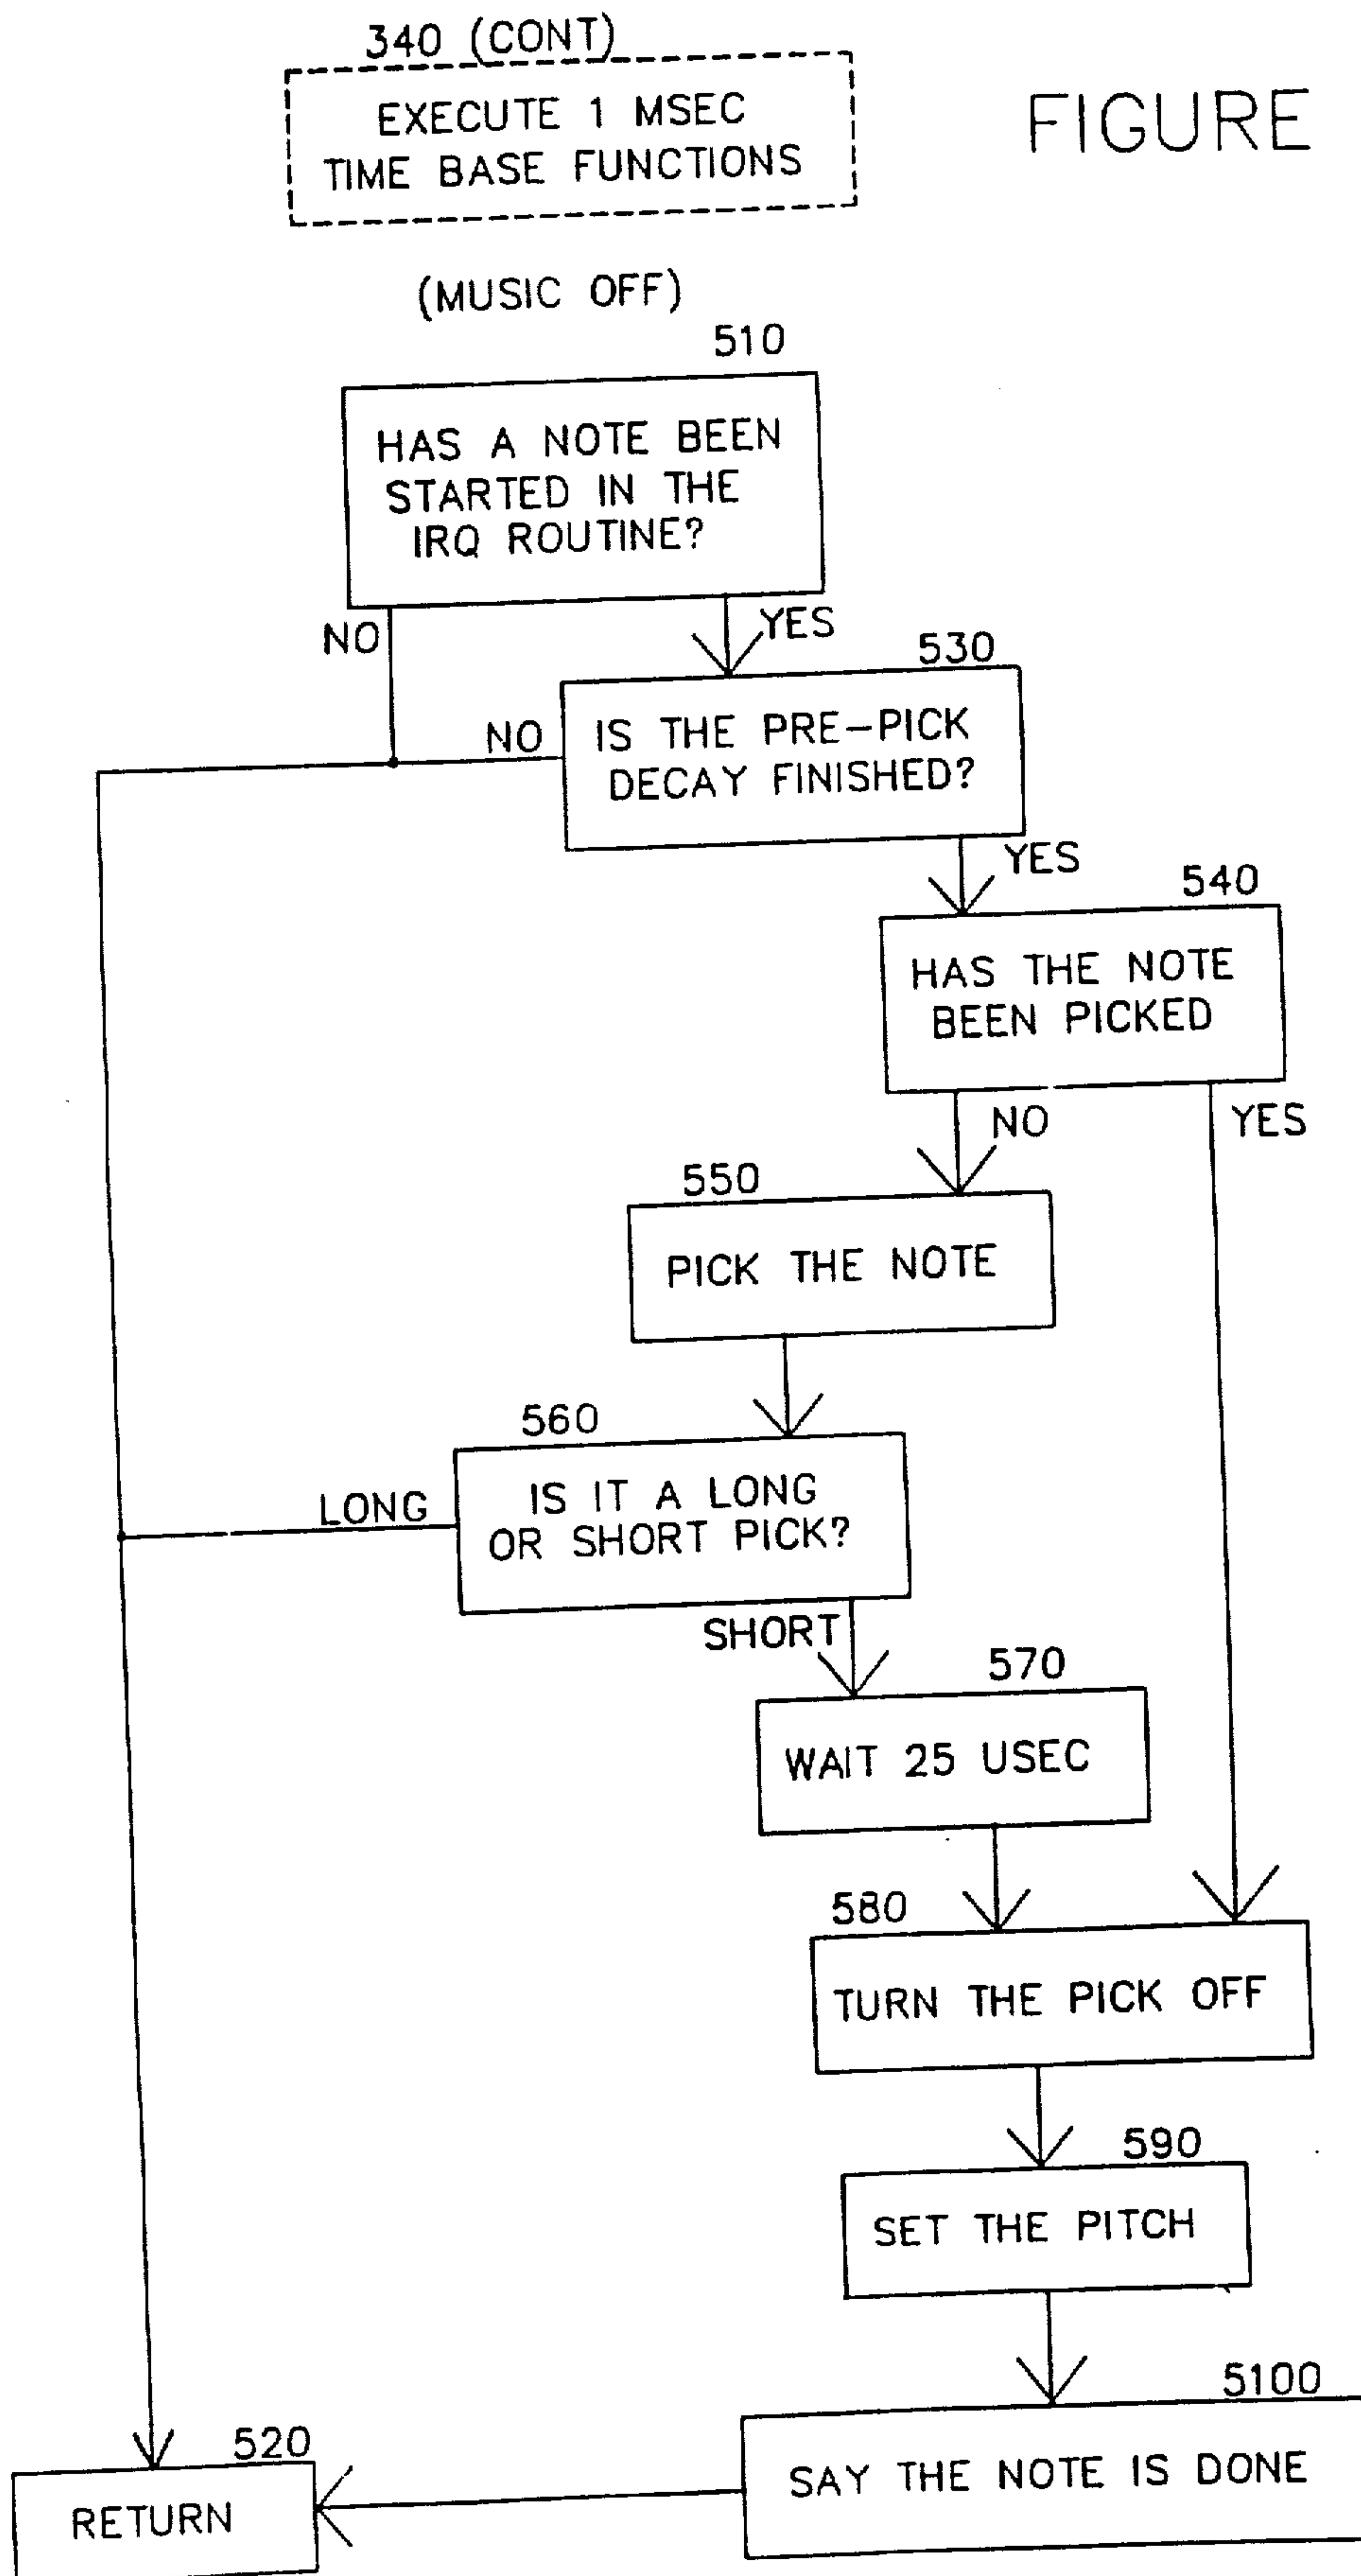 340 (CONT)
EXECUTE 1 MSEC
TIME BASE FUNCTIONS
FIGURE
(MUSIC OFF)
510
HAS A NOTE BEEN
STARTED IN THE
IRQ ROUTINE?
NO
YES
530
NO
IS THE PRE-PICK
DECAY FINISHED?
YES
540
HAS THE NOTE
BEEN PICKED
NO
YES
550
PICK THE NOTE
560
LONG
IS IT A LONG
OR SHORT PICK?
SHORT
570
WAIT 25 USEC
580
TURN THE PICK OFF
590
SET THE PITCH
5100
SAY THE NOTE IS DONE
520
RETURN